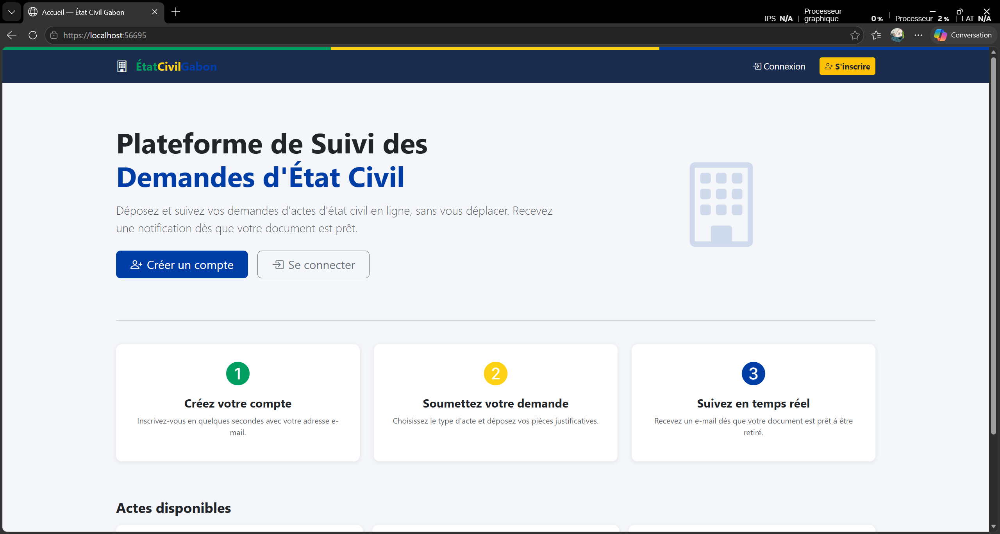 Accueil — État Civil Gabon
IPS N/A | Processeur graphique 0 % | Processeur 2 % | LAT N/A
https://localhost:56695
Conversation
ÉtatCivilGabon
Connexion
S'inscrire
Plateforme de Suivi des
Demandes d'État Civil
Déposez et suivez vos demandes d'actes d'état civil en ligne, sans vous déplacer. Recevez
une notification dès que votre document est prêt.
Créer un compte
Se connecter
1
Créez votre compte
Inscrivez-vous en quelques secondes avec votre adresse e-
mail.
2
Soumettez votre demande
Choisissez le type d'acte et déposez vos pièces justificatives.
3
Suivez en temps réel
Recevez un e-mail dès que votre document est prêt à être
retiré.
Actes disponibles